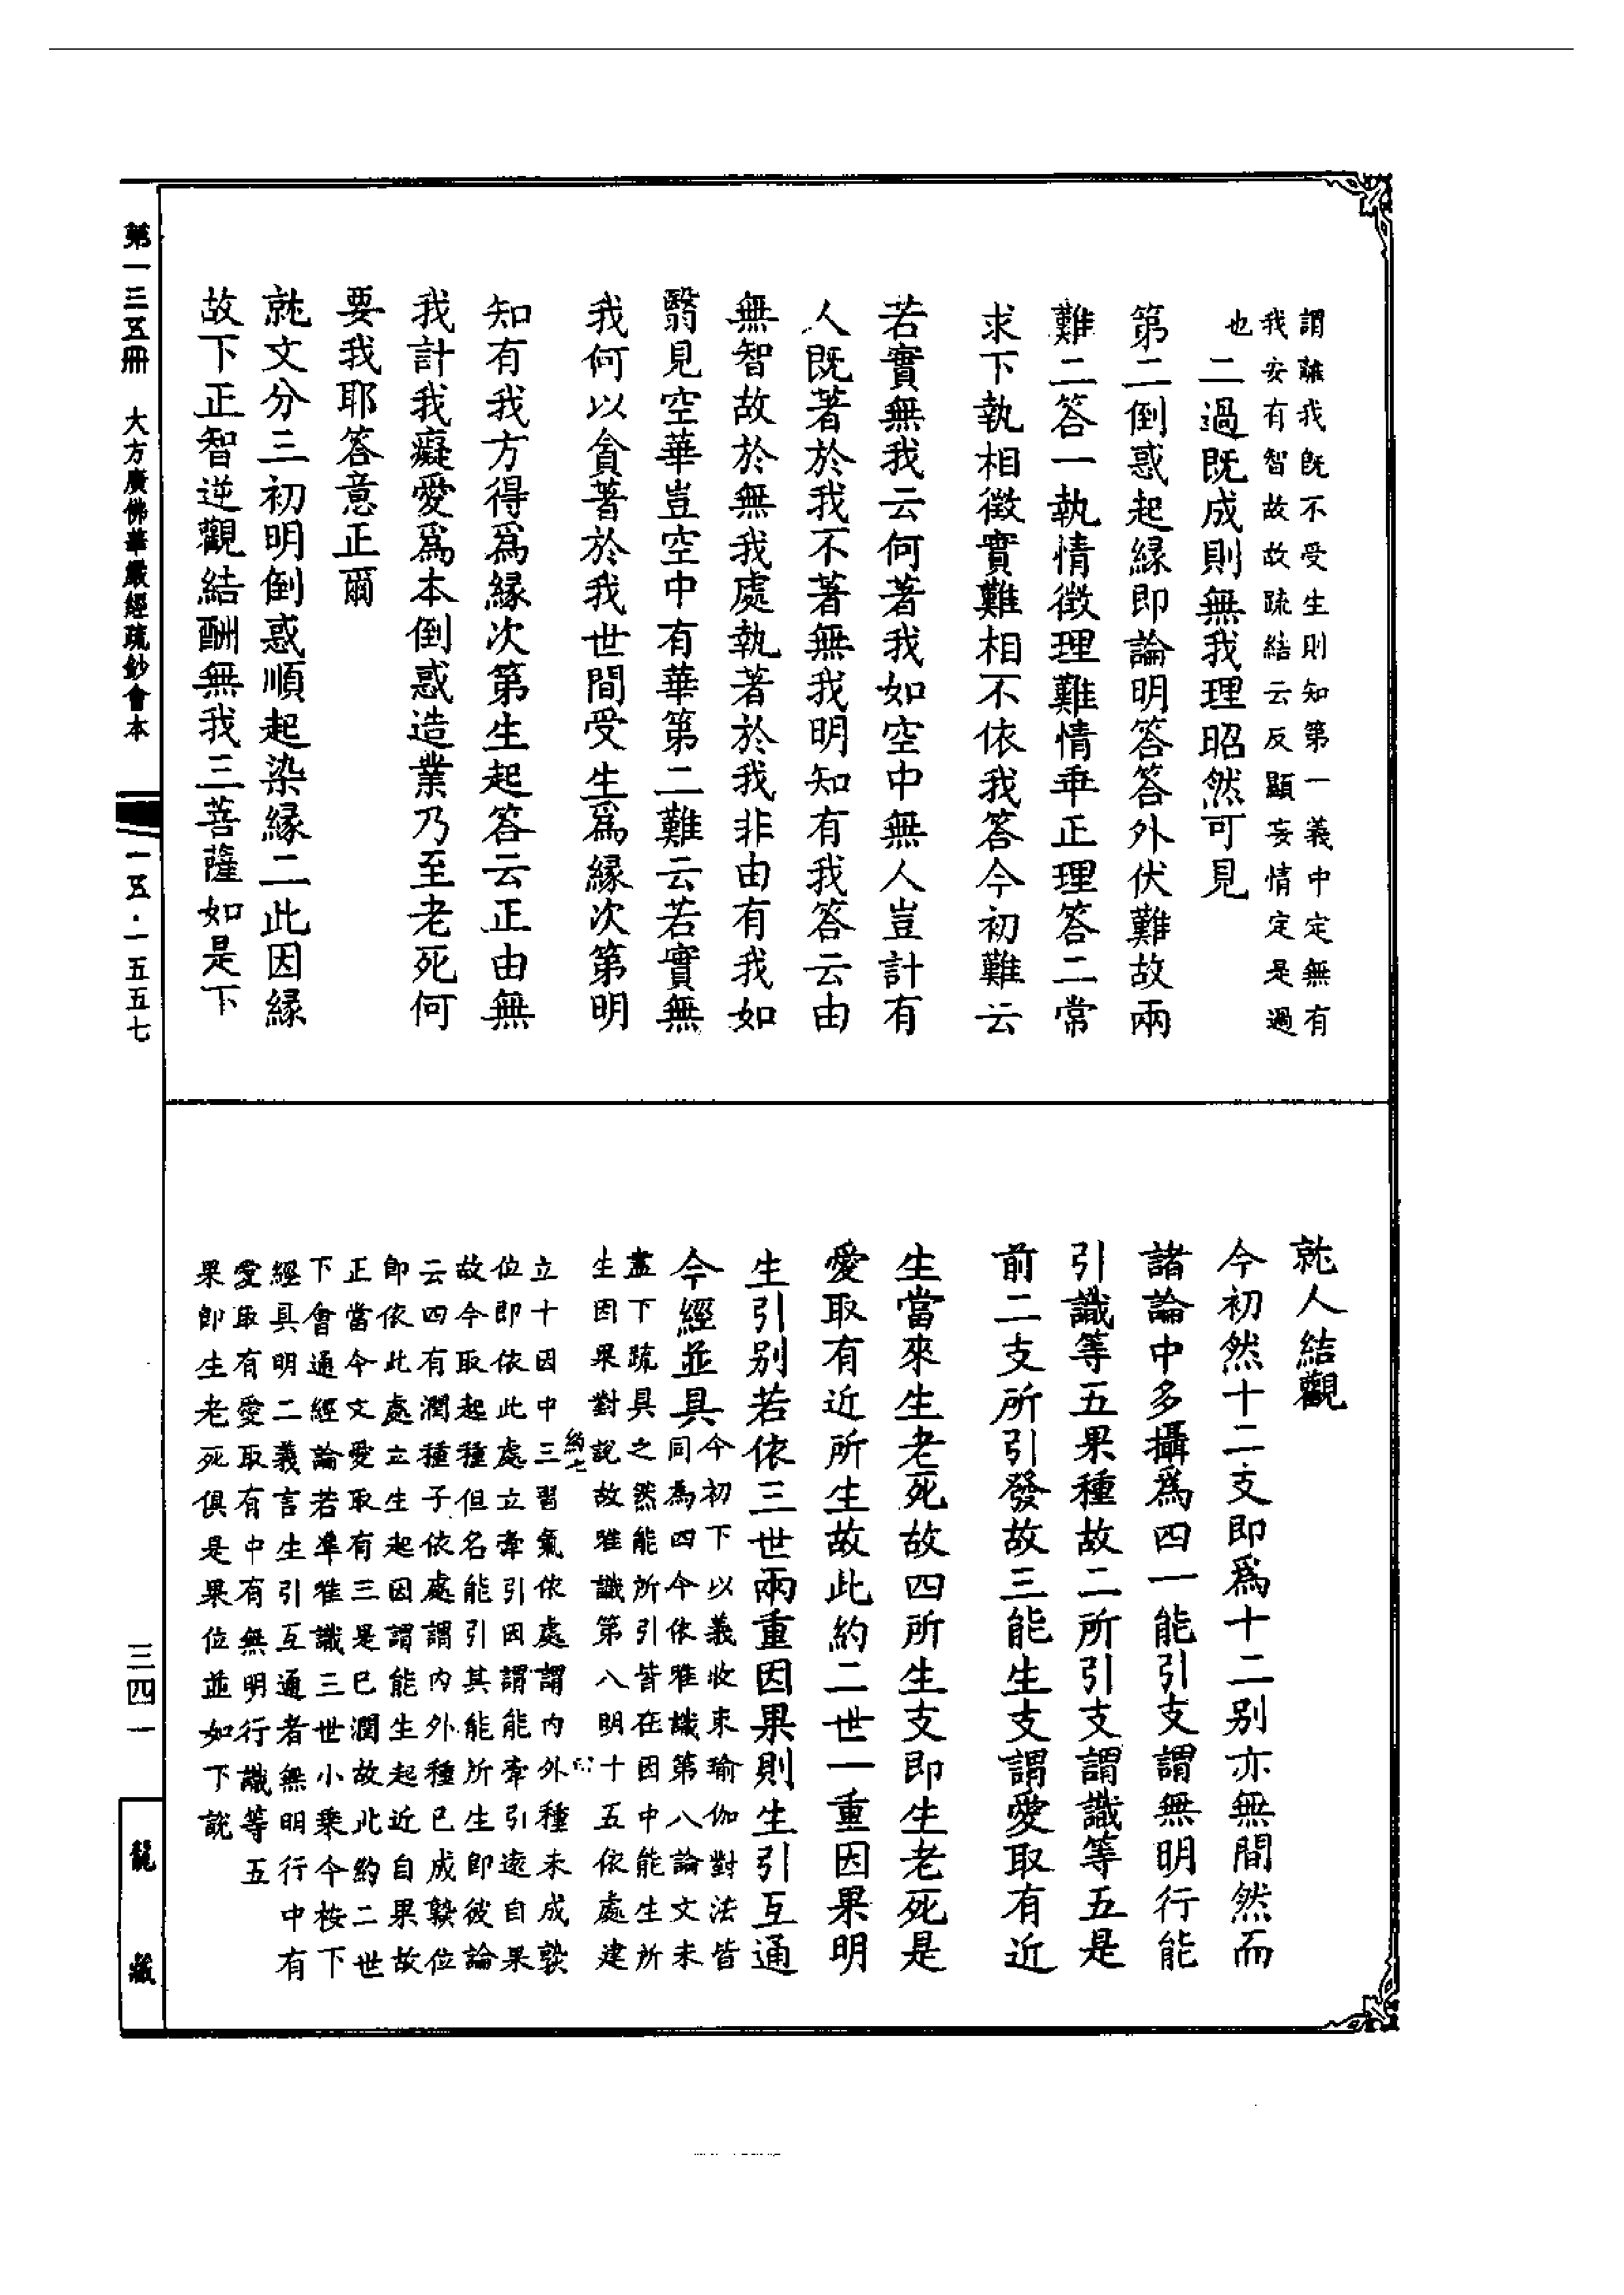 謂離我既不受生則知第一義中定無有
我安有智故故疏結云反顯妄情定是過
也　二過既成則無我理昭然可見
第二倒惑起緣即論明答答外伏難故兩
難二答一執情徵理難情乖正理答二常
求下執相徵實難相不依我答今初難云
若實無我云何著我如空中無人豈計有
人既著於我不著無我明知有我答云由
無智故於無我處執著於我非由有我如
翳見空華豈空中有華第二難云若實無
我何以貪著於我世間受生爲緣次第明
知有我方得爲緣次第生起答云正由無
我計我癡愛爲本倒惑造業乃至老死何
要我耶答意正爾
就文分三初明倒惑順起染緣二此因緣
故下正智逆觀結酬無我三菩薩如是下
就人結觀
今初然十二支即爲十二別亦無間然而
諸論中多攝爲四一能引支謂無明行能
引識等五果種故二所引支謂識等五是
前二支所引發故三能生支謂愛取有近
生當來生老死故四所生支即生老死是
愛取有近所生故此約二世一重因果明
生引別若依三世兩重因果則生引互通
今經並具
今初下以義收束瑜伽對法皆
同爲四今依唯識第八論文未
盡下疏具之然能所引皆在因中能生所
生因果對說故唯識第八明十五依處建
立十因中三習氣依處謂內外種未成熟
位即依此處立牽引因謂能牽引遠自果
故今取起種但名能引其能所生即彼論
云四有潤種子依處謂內外種已成熟位
即依此處立生起因謂能生起近自果故
正當今文愛取有三是已潤故此約二世
下會通經論若準唯識三世小乘今按下
經具明二義言生引互通者無明行中有
愛取有愛取有中有無明行識等五
果即生老死俱是果位並如下說
納七
第一三五冊　大方廣佛華嚴經疏鈔會本
一五·一五五七
三四一
龍藏